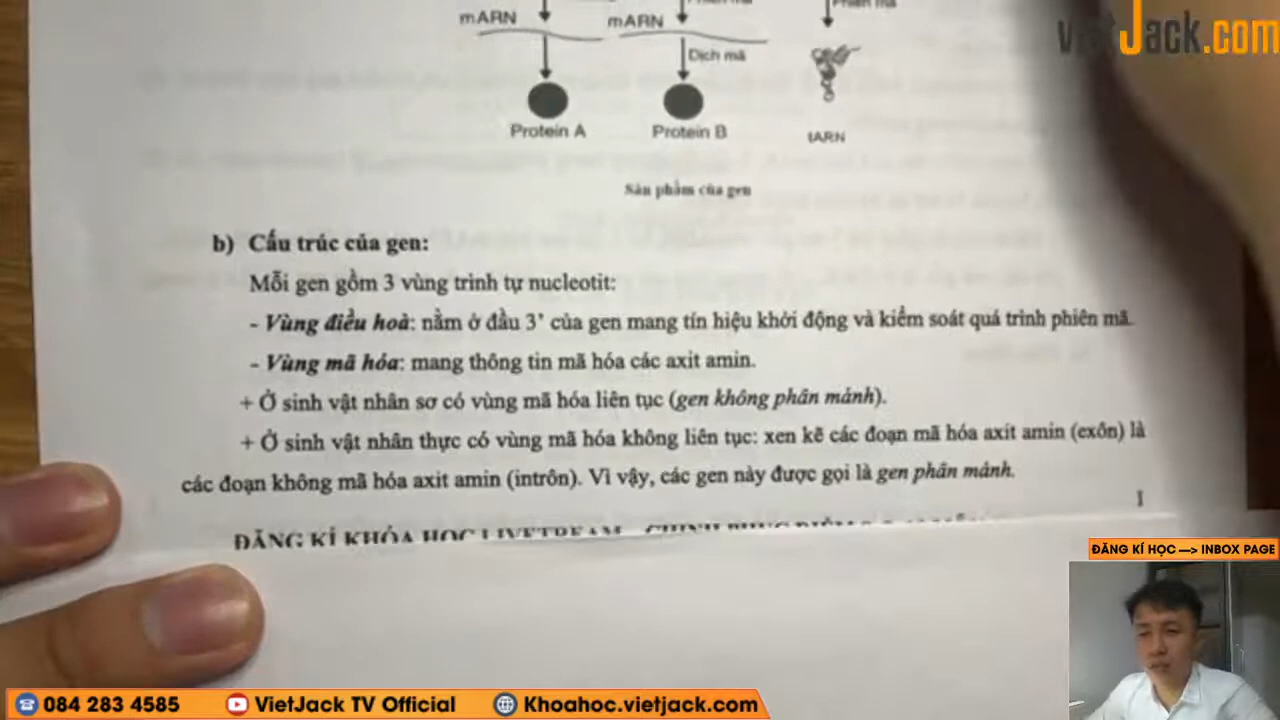 vietJack.com
mARN
mARN
Dịch mã
Protein A
Protein B
tARN
Sản phẩm của gen
b) Cấu trúc của gen:
Mỗi gen gồm 3 vùng trình tự nucleotit:
- Vùng điều hoà: nằm ở đầu 3' của gen mang tín hiệu khởi động và kiểm soát quá trình phiên mã.
- Vùng mã hóa: mang thông tin mã hóa các axit amin.
+ Ở sinh vật nhân sơ có vùng mã hóa liên tục (gen không phân mảnh).
+ Ở sinh vật nhân thực có vùng mã hóa không liên tục: xen kẽ các đoạn mã hóa axit amin (exôn) là
các đoạn không mã hóa axit amin (intrôn). Vì vậy, các gen này được gọi là gen phân mảnh.
1
ĐĂNG KÍ KHÓA HỌC LIVETREAM
ĐĂNG KÍ HỌC —> INBOX PAGE
084 283 4585
VietJack TV Official
Khoahoc.vietjack.com